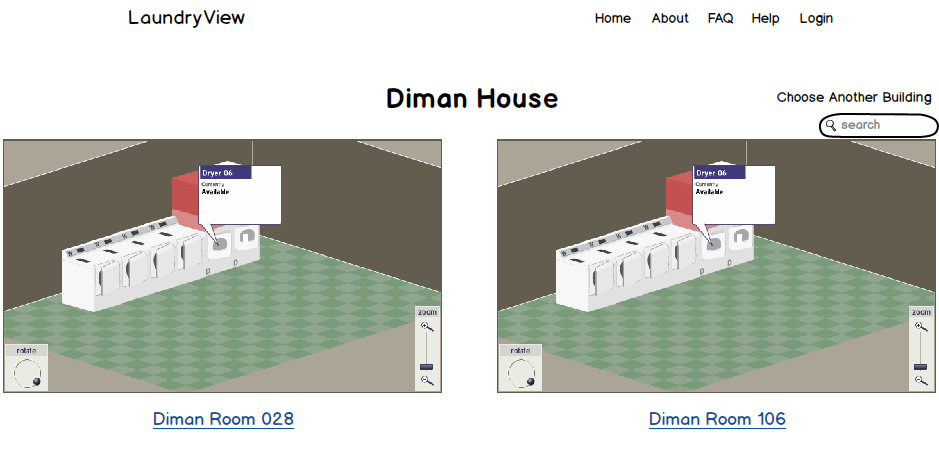 LaundryView
Home About FAQ Help Login
Diman House
Choose Another Building
search
Dryer 06
Currently
Available
W W W W
D D
zoom
rotate
Dryer 06
Currently
Available
W W W W
D D
zoom
rotate
Diman Room 028
Diman Room 106